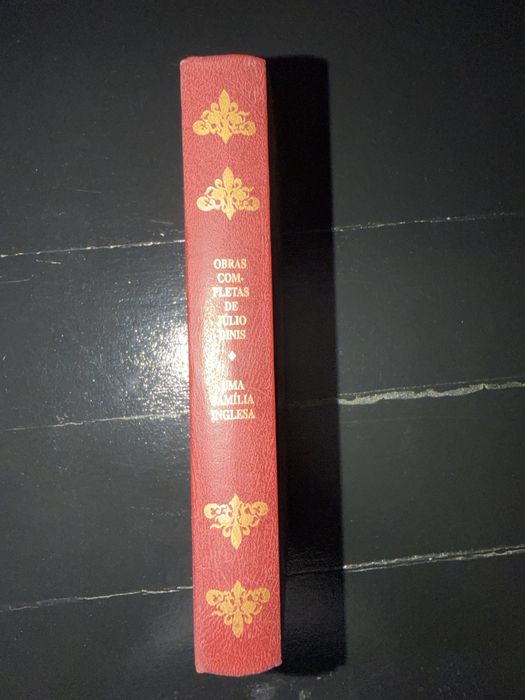 OBRAS
COM-
PLETAS
DE
JÚLIO
DINIS
UMA
FAMÍLIA
INGLESA